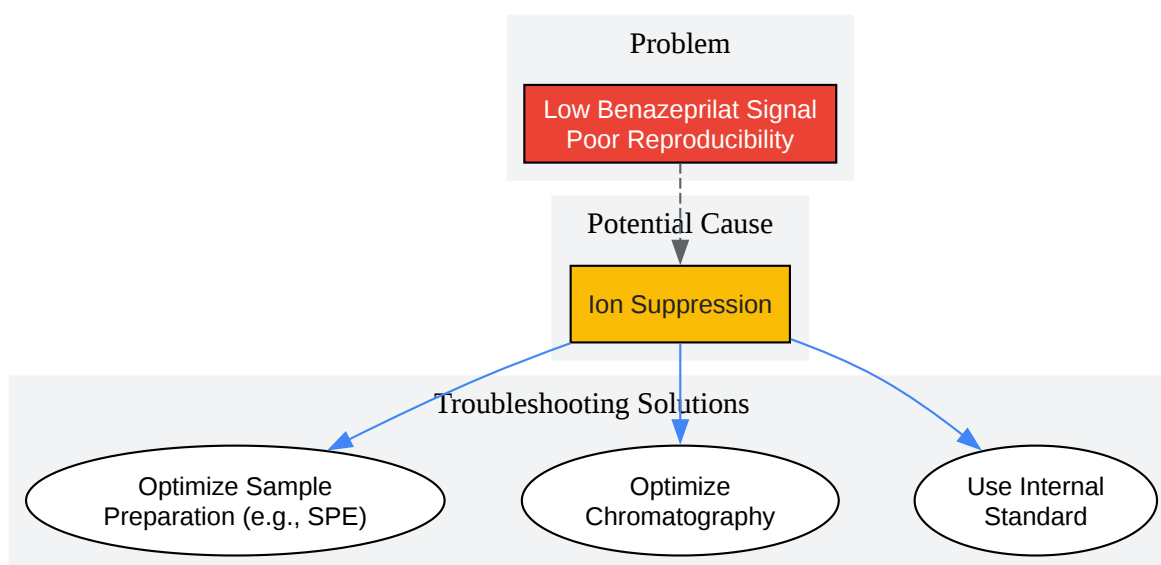 Problem
Low Benazeprilat Signal
Poor Reproducibility
Potential Cause
Ion Suppression
Troubleshooting Solutions
Optimize Sample
Preparation (e.g., SPE)
Optimize
Chromatography
Use Internal
Standard